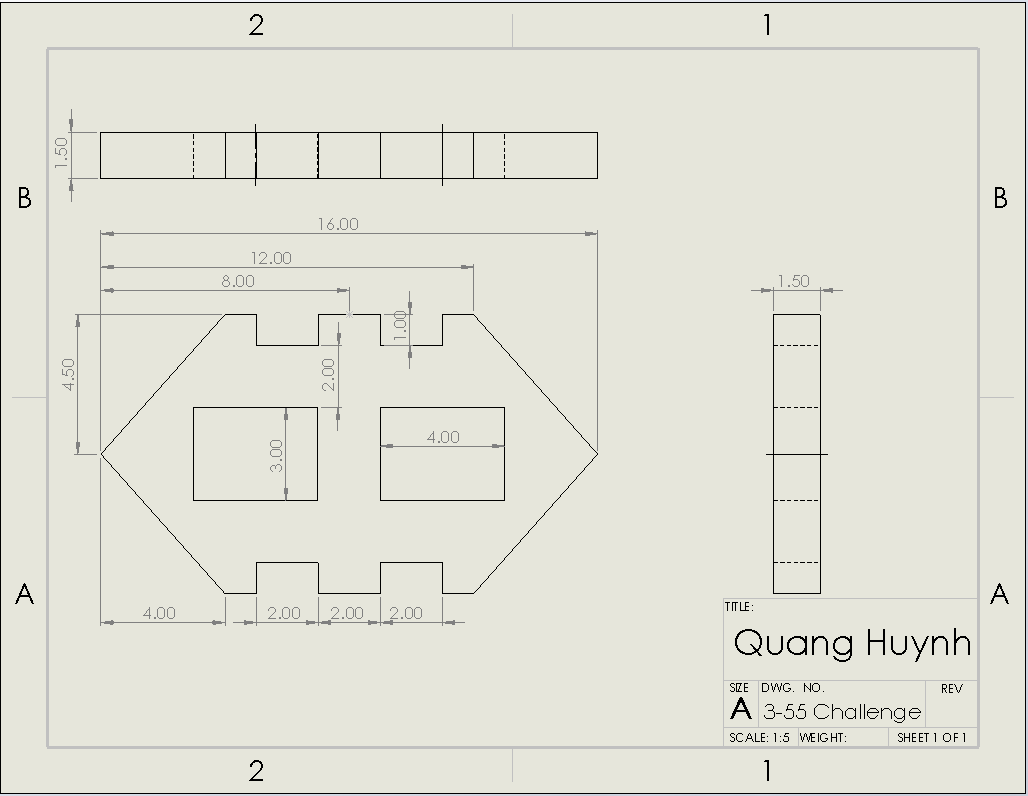 2 1
1.50
B B
16.00
12.00
8.00 1.50
1.00
4.50 2.00
4.00
3.00
A A
4.00 2.00 2.00 2.00
TITLE:
Quang Huynh
SIZE DWG. NO. REV
A 3-55 Challenge
SCALE: 1:5 WEIGHT: SHEET 1 OF 1
2 1